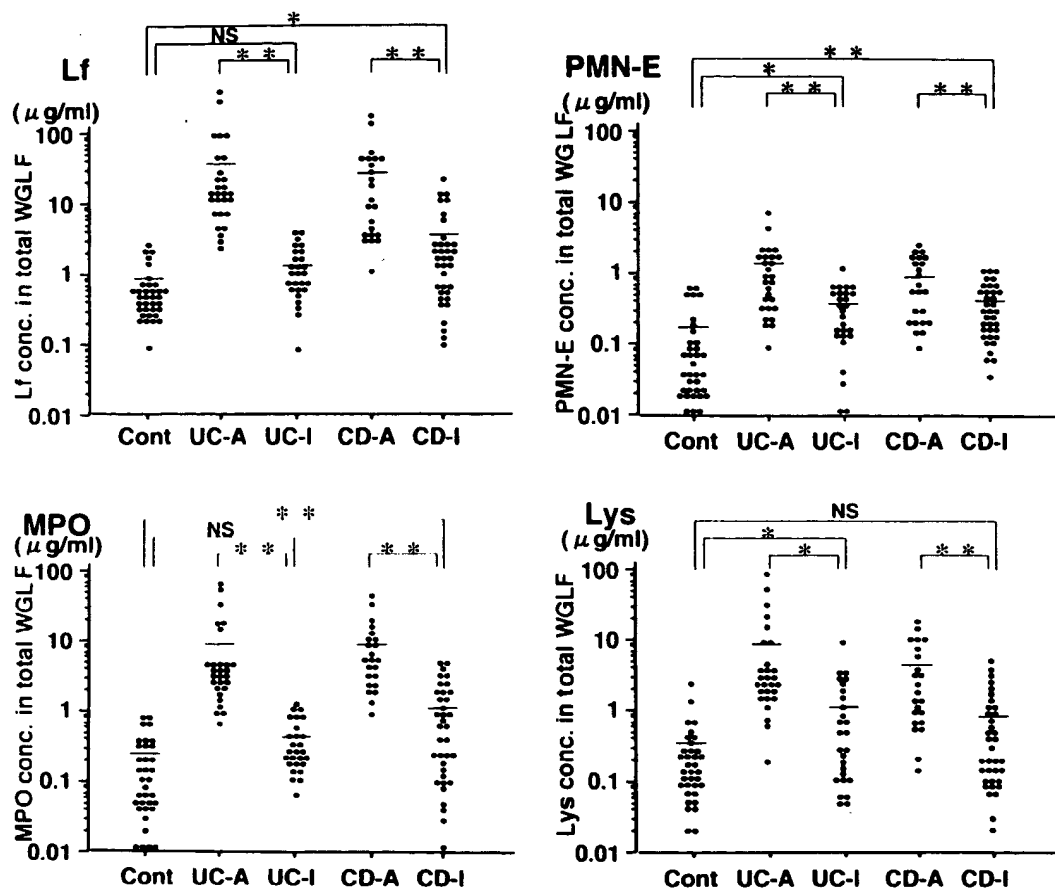 *
NS
* *
* *
Lf
(μg/ml)
Lf conc. in total WGLF
100
10
1
0.1
0.01
Cont UC-A UC-I CD-A CD-I
* *
*
* *
* *
PMN-E
(μg/ml)
PMN-E conc. in total WGLF
100
10
1
0.1
0.01
Cont UC-A UC-I CD-A CD-I
* *
NS
* *
* *
MPO
(μg/ml)
MPO conc. in total WGLF
100
10
1
0.1
0.01
Cont UC-A UC-I CD-A CD-I
NS
*
*
* *
Lys
(μg/ml)
Lys conc. in total WGLF
100
10
1
0.1
0.01
Cont UC-A UC-I CD-A CD-I